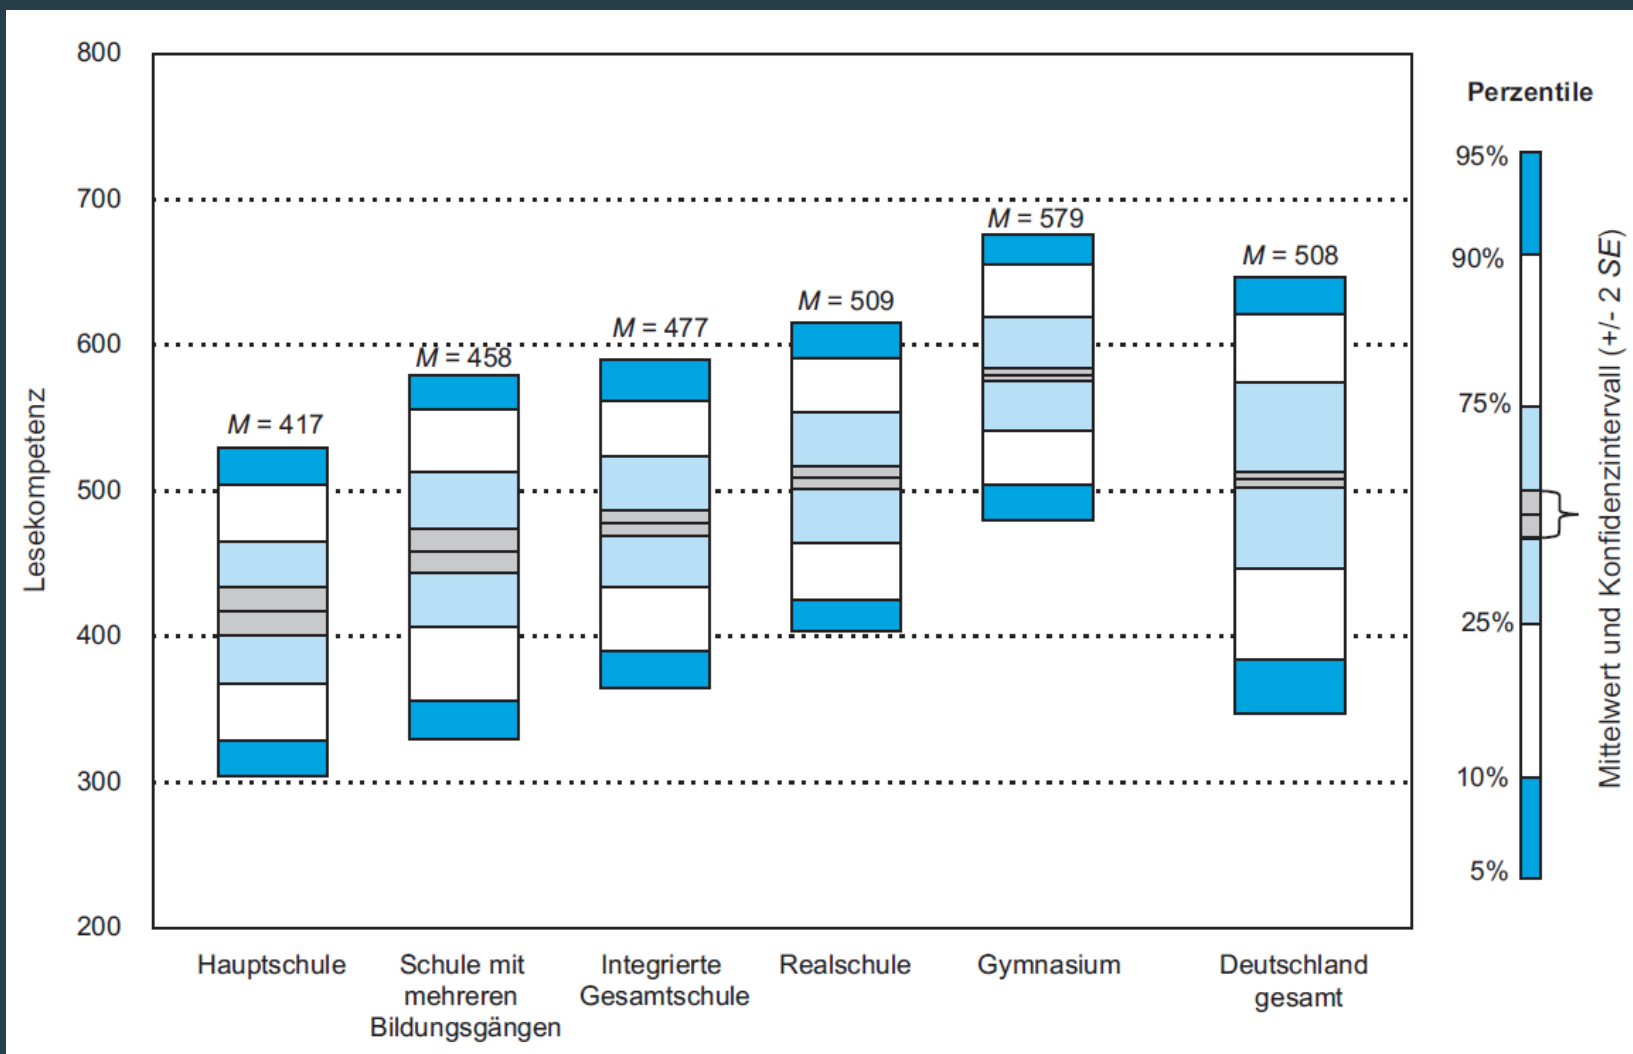 800
700
600
500
400
300
200
Lesekompetenz
M = 417
M = 458
M = 477
M = 509
M = 579
M = 508
Hauptschule
Schule mit
mehreren
Bildungsgängen
Integrierte
Gesamtschule
Realschule
Gymnasium
Deutschland
gesamt
Perzentile
95%
90%
75%
25%
10%
5%
Mittelwert und Konfidenzintervall (+/- 2 SE)